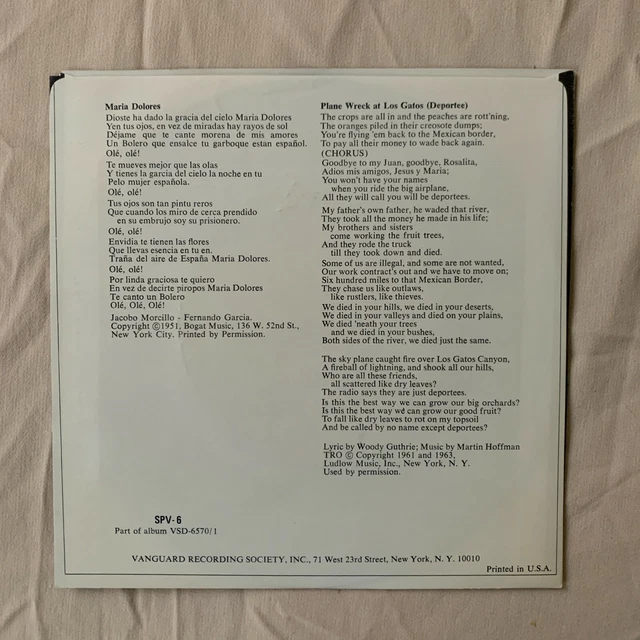 Maria Dolores
Dioste ha dado la gracia del cielo Maria Dolores
Yen tus ojos, en vez de miradas hay rayos de sol
Déjame que te cante morena de mis amores
Un Bolero que ensalce tu garboque estan español.
Olé, olé!
Te mueves mejor que las olas
Y tienes la garcia del cielo la noche en tu
Pelo mujer española.
Olé, olé!
Tus ojos son tan pintu reros
Que cuando los miro de cerca prendido
en su embrujo soy su prisionero.
Olé, olé!
Envidia te tienen las flores
Que llevas esencia en tu en.
Traña del aire de España Maria Dolores.
Olé, olé!
Por linda graciosa te quiero
En vez de decirte piropos Maria Dolores
Te canto un Bolero
Olé, Olé, Olé!
Jacobo Morcillo - Fernando Garcia.
Copyright ©1951, Bogat Music, 136 W. 52nd St.,
New York City. Printed by Permission.
Plane Wreck at Los Gatos (Deportee)
The crops are all in and the peaches are rott'ning,
The oranges piled in their creosote dumps;
You're flying 'em back to the Mexican border,
To pay all their money to wade back again.
(CHORUS)
Goodbye to my Juan, goodbye, Rosalita,
Adios mis amigos, Jesus y Maria;
You won't have your names
when you ride the big airplane,
All they will call you will be deportees.
My father's own father, he waded that river,
They took all the money he made in his life;
My brothers and sisters
come working the fruit trees,
And they rode the truck
till they took down and died.
Some of us are illegal, and some are not wanted,
Our work contract's out and we have to move on;
Six hundred miles to that Mexican Border,
They chase us like outlaws,
like rustlers, like thieves.
We died in your hills, we died in your deserts,
We died in your valleys and died on your plains,
We died 'neath your trees
and we died in your bushes,
Both sides of the river, we died just the same.
The sky plane caught fire over Los Gatos Canyon,
A fireball of lightning, and shook all our hills,
Who are all these friends,
all scattered like dry leaves?
The radio says they are just deportees.
Is this the best way we can grow our big orchards?
Is this the best way we can grow our good fruit?
To fall like dry leaves to rot on my topsoil
And be called by no name except deportees?
Lyric by Woody Guthrie; Music by Martin Hoffman
TRO © Copyright 1961 and 1963,
Ludlow Music, Inc., New York, N. Y.
Used by permission.
SPV-6
Part of album VSD-6570/1
VANGUARD RECORDING SOCIETY, INC., 71 West 23rd Street, New York, N. Y. 10010
Printed in U.S.A.